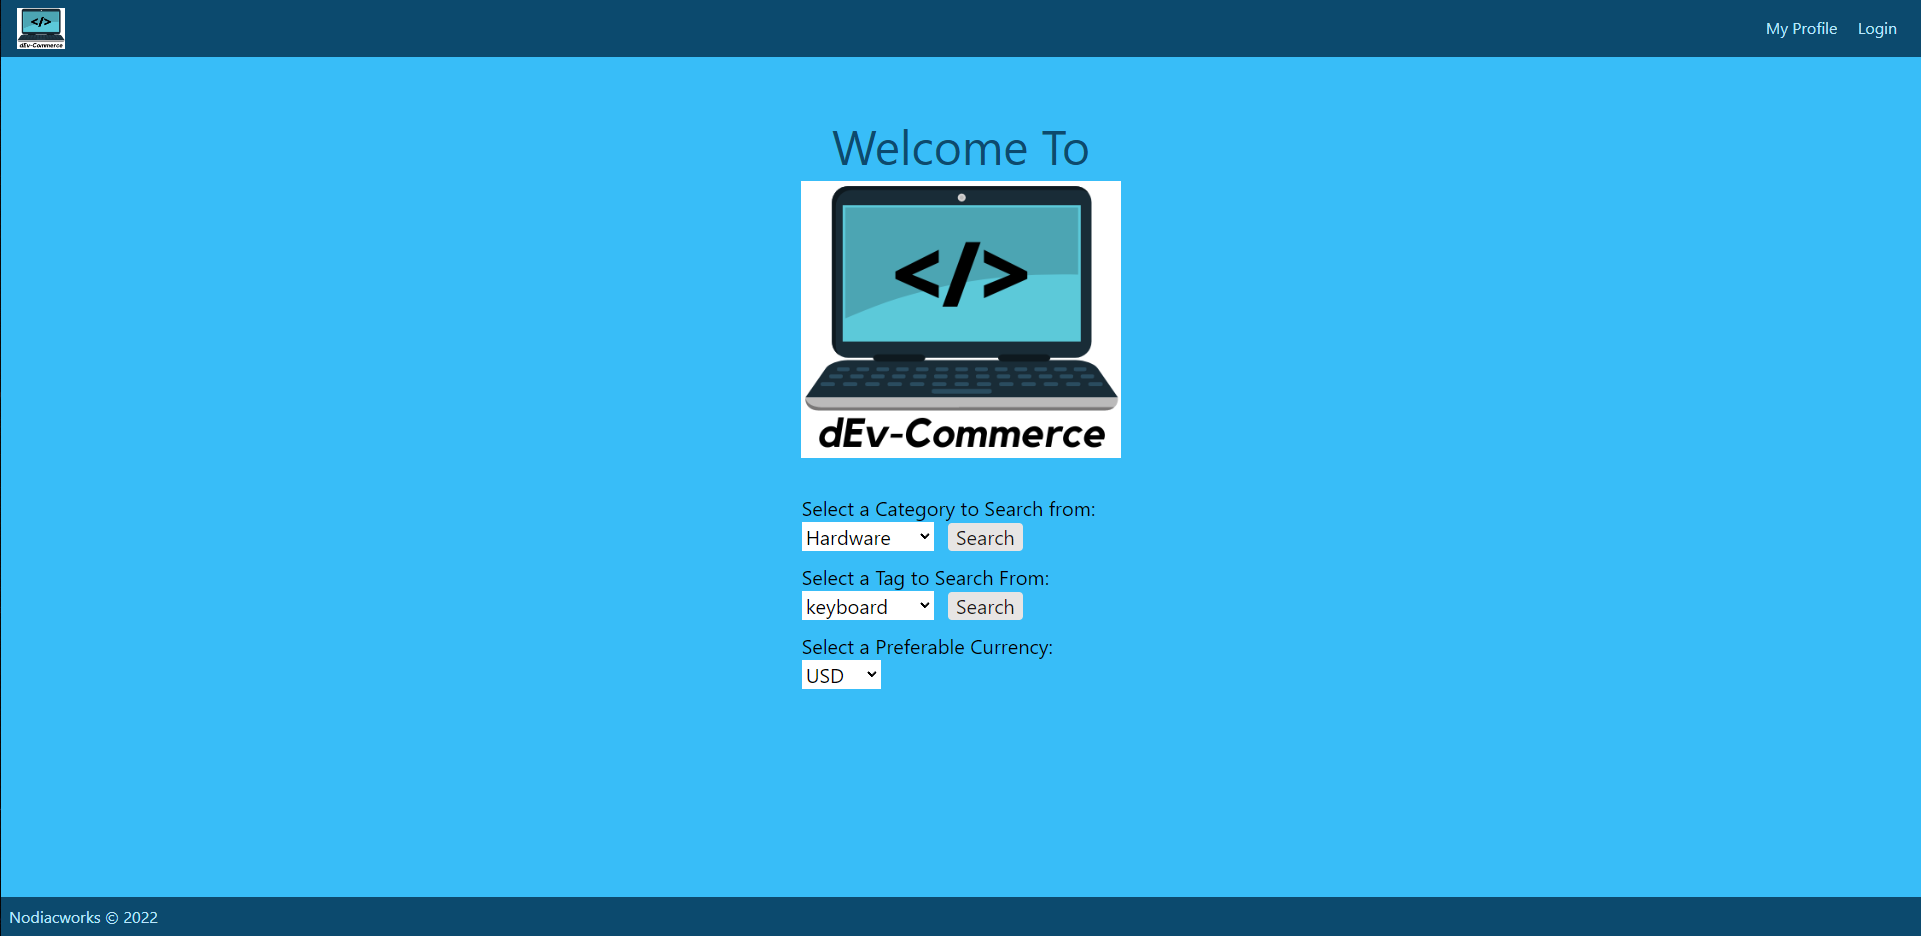 </>
dEv-Commerce
My Profile Login
Welcome To
</>
dEv-Commerce
Select a Category to Search from:
Hardware Search
Select a Tag to Search From:
keyboard Search
Select a Preferable Currency:
USD
Nodiacworks © 2022